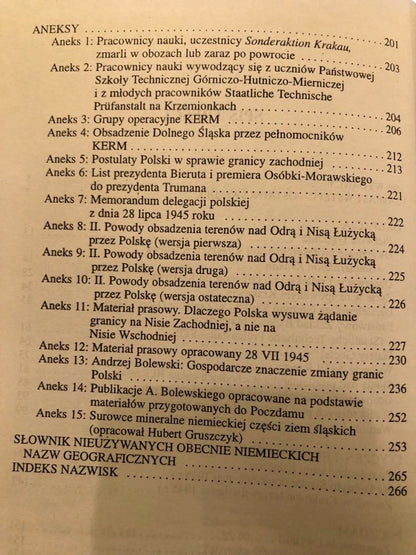 ANEKSY
Aneks 1: Pracownicy nauki, uczestnicy Sonderaktion Krakau,
zmarli w obozach lub zaraz po powrocie . . . . . . . . . . . . 201
Aneks 2: Pracownicy nauki wywodzący się z uczniów Państwowej 203
Szkoły Technicznej Górniczo-Hutniczo-Mierniczej
i z młodych pracowników Staatliche Technische
Prüfanstalt na Krzemionkach . . . . . . . . . . . . 204
Aneks 3: Grupy operacyjne KERM . . . . . . . . . . . . 206
Aneks 4: Obsadzenie Dolnego Śląska przez pełnomocników
KERM . . . . . . . . . . . . 212
Aneks 5: Postulaty Polski w sprawie granicy zachodniej . . . . . . 213
Aneks 6: List prezydenta Bieruta i premiera Osóbki-Morawskiego
do prezydenta Trumana . . . . . . . . . . . . 221
Aneks 7: Memorandum delegacji polskiej
z dnia 28 lipca 1945 roku . . . . . . . . . . . . 222
Aneks 8: II. Powody obsadzenia terenów nad Odrą i Nisą Łużycką
przez Polskę (wersja pierwsza) . . . . . . . . . . . . 224
Aneks 9: II. Powody obsadzenia terenów nad Odrą i Nisą Łużycką
przez Polskę (wersja druga) . . . . . . . . . . . . 225
Aneks 10: II. Powody obsadzenia terenów nad Odrą i Nisą Łużycką
przez Polskę (wersja ostateczna) . . . . . . . . . . . . 226
Aneks 11: Materiał prasowy. Dlaczego Polska wysuwa żądanie
granicy na Nisie Zachodniej, a nie na
Nisie Wschodniej . . . . . . . . . . . . 227
Aneks 12: Materiał prasowy opracowany 28 VII 1945 . . . . . . 230
Aneks 13: Andrzej Bolewski: Gospodarcze znaczenie zmiany granic
Polski . . . . . . . . . . . . 236
Aneks 14: Publikacje A. Bolewskiego opracowane na podstawie
materiałów przygotowanych do Poczdamu . . . . . . 252
Aneks 15: Surowce mineralne niemieckiej części ziem śląskich
(opracował Hubert Gruszczyk) . . . . . . . . . . . . 253
SŁOWNIK NIEUŻYWANYCH OBECNIE NIEMIECKICH
NAZW GEOGRAFICZNYCH . . . . . . . . . . . . 265
INDEKS NAZWISK . . . . . . . . . . . . 266